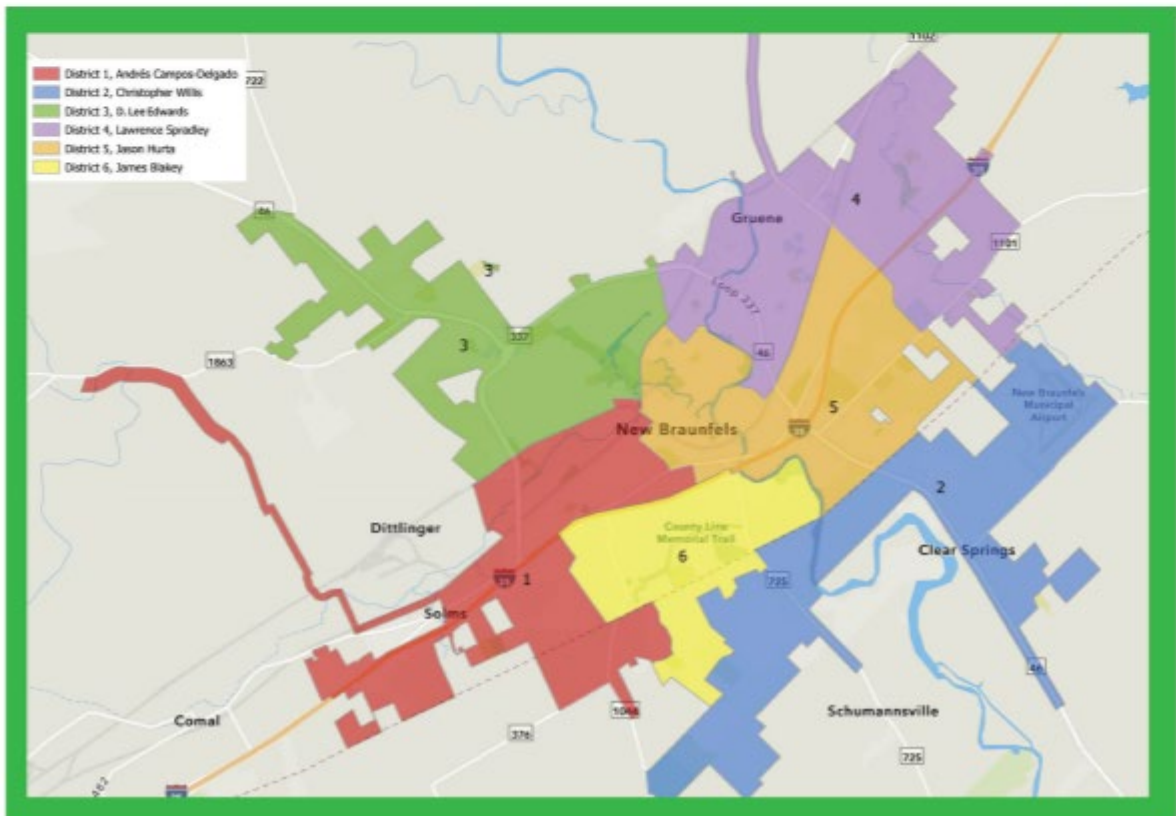 District 1, Andrés Campos-Delgado
District 2, Christopher Willis
District 3, D. Lee Edwards
District 4, Lawrence Spradley
District 5, Jason Hurta
District 6, James Blakey
1102
722
35
46
4
Gruene
1101
3
Loop 337
337
3
46
1863
5
New Braunfels
Municipal
Airport
New Braunfels
35
2
Dittlinger
County Line
Memorial Trail
6
Clear Springs
35
1
725
Solms
46
1044
Schumannsville
Comal
376
725
482
35